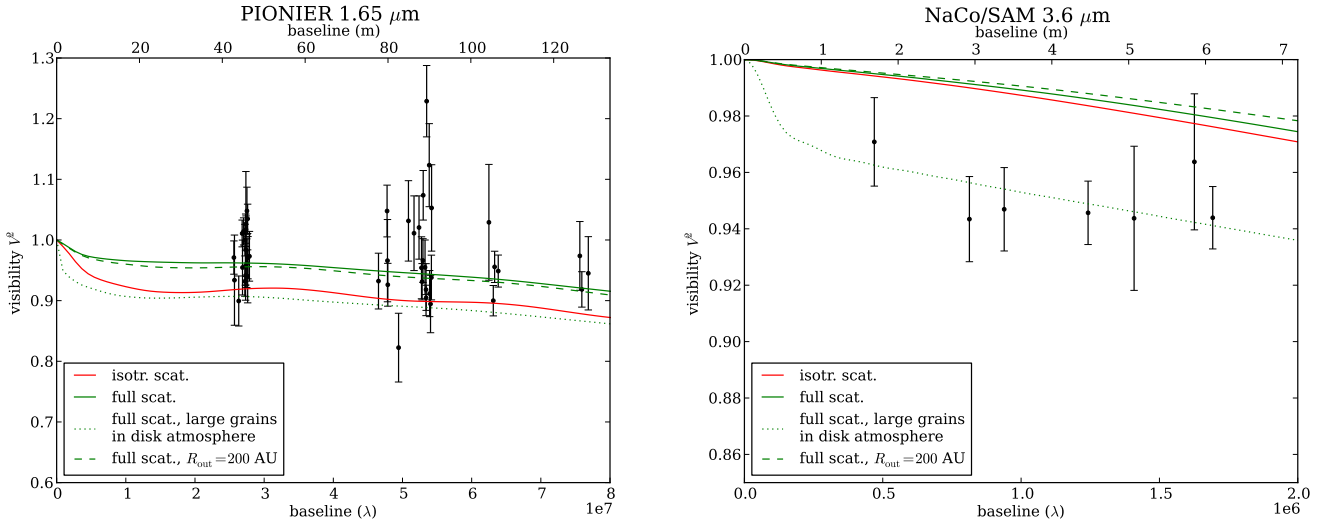 PIONIER 1.65 μm
baseline (m)
0 20 40 60 80 100 120
1.3
1.2
1.1
1.0
0.9
0.8
0.7
0.6
visibility V²
isotr. scat.
full scat.
full scat., large grains
in disk atmosphere
full scat., R_out = 200 AU
0 1 2 3 4 5 6 7 8
baseline (λ)
1e7
NaCo/SAM 3.6 μm
baseline (m)
0 1 2 3 4 5 6 7
1.00
0.98
0.96
0.94
0.92
0.90
0.88
0.86
visibility V²
isotr. scat.
full scat.
full scat., large grains
in disk atmosphere
full scat., R_out = 200 AU
0.0 0.5 1.0 1.5 2.0
baseline (λ)
1e6